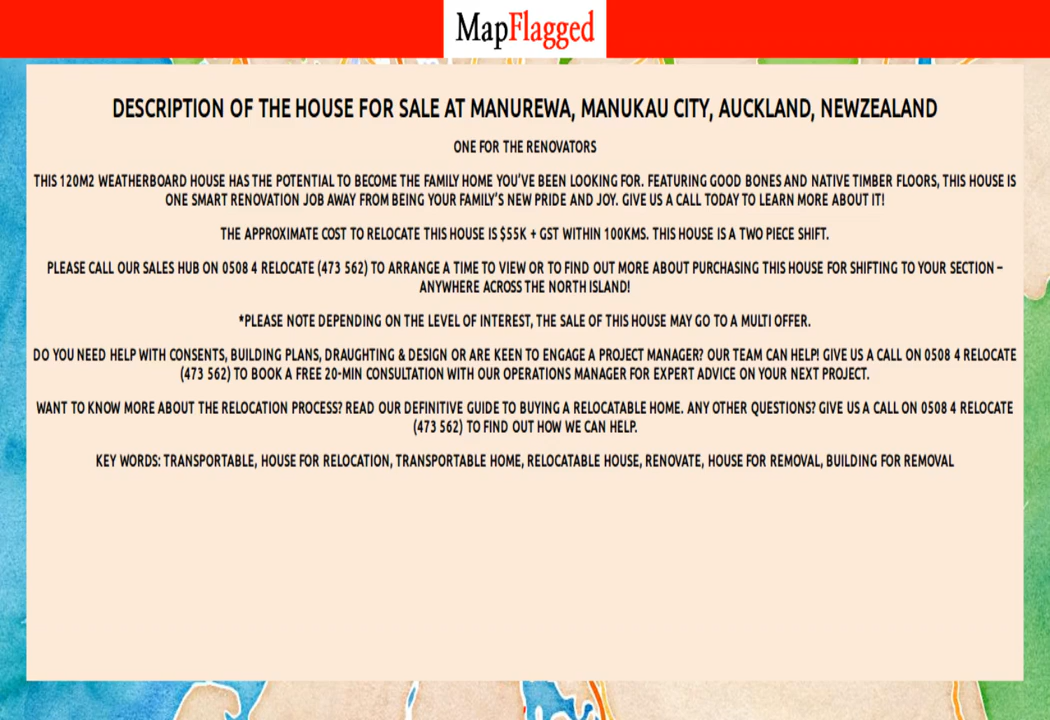 MapFlagged
DESCRIPTION OF THE HOUSE FOR SALE AT MANUREWA, MANUKAU CITY, AUCKLAND, NEWZEALAND
ONE FOR THE RENOVATORS
THIS 120M2 WEATHERBOARD HOUSE HAS THE POTENTIAL TO BECOME THE FAMILY HOME YOU'VE BEEN LOOKING FOR. FEATURING GOOD BONES AND NATIVE TIMBER FLOORS, THIS HOUSE IS
ONE SMART RENOVATION JOB AWAY FROM BEING YOUR FAMILY'S NEW PRIDE AND JOY. GIVE US A CALL TODAY TO LEARN MORE ABOUT IT!
THE APPROXIMATE COST TO RELOCATE THIS HOUSE IS $55K + GST WITHIN 100KMS. THIS HOUSE IS A TWO PIECE SHIFT.
PLEASE CALL OUR SALES HUB ON 0508 4 RELOCATE (473 562) TO ARRANGE A TIME TO VIEW OR TO FIND OUT MORE ABOUT PURCHASING THIS HOUSE FOR SHIFTING TO YOUR SECTION –
ANYWHERE ACROSS THE NORTH ISLAND!
*PLEASE NOTE DEPENDING ON THE LEVEL OF INTEREST, THE SALE OF THIS HOUSE MAY GO TO A MULTI OFFER.
DO YOU NEED HELP WITH CONSENTS, BUILDING PLANS, DRAUGHTING & DESIGN OR ARE KEEN TO ENGAGE A PROJECT MANAGER? OUR TEAM CAN HELP! GIVE US A CALL ON 0508 4 RELOCATE
(473 562) TO BOOK A FREE 20-MIN CONSULTATION WITH OUR OPERATIONS MANAGER FOR EXPERT ADVICE ON YOUR NEXT PROJECT.
WANT TO KNOW MORE ABOUT THE RELOCATION PROCESS? READ OUR DEFINITIVE GUIDE TO BUYING A RELOCATABLE HOME. ANY OTHER QUESTIONS? GIVE US A CALL ON 0508 4 RELOCATE
(473 562) TO FIND OUT HOW WE CAN HELP.
KEY WORDS: TRANSPORTABLE, HOUSE FOR RELOCATION, TRANSPORTABLE HOME, RELOCATABLE HOUSE, RENOVATE, HOUSE FOR REMOVAL, BUILDING FOR REMOVAL